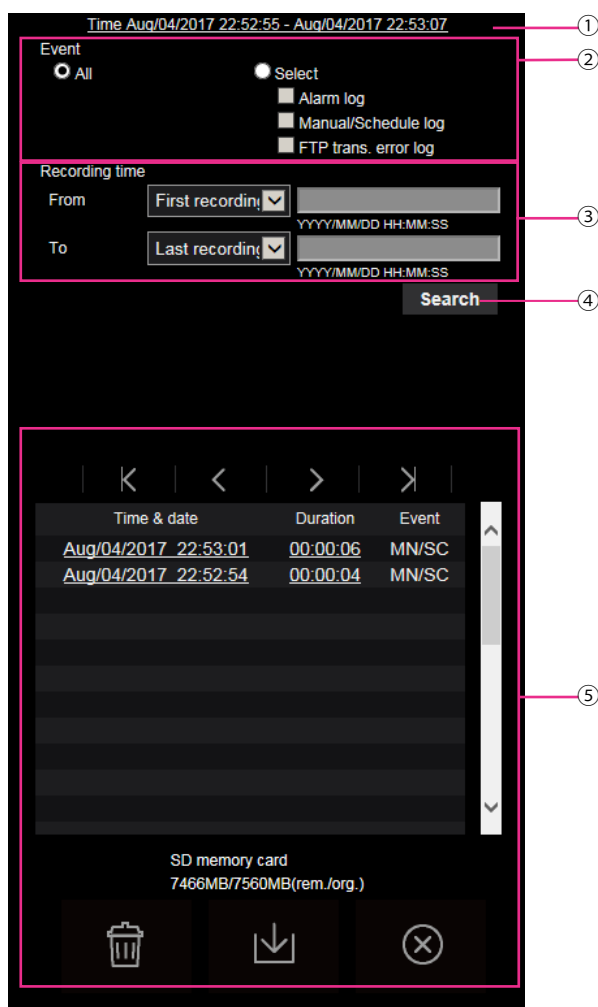 Time Aug/04/2017 22:52:55 - Aug/04/2017 22:53:07
①
Event
②
All
Select
Alarm log
Manual/Schedule log
FTP trans. error log
Recording time
From
First recordin
YYYY/MM/DD HH:MM:SS
③
To
Last recordin
YYYY/MM/DD HH:MM:SS
Search
④
Time & date Duration Event
Aug/04/2017 22:53:01 00:00:06 MN/SC
Aug/04/2017 22:52:54 00:00:04 MN/SC
⑤
SD memory card
7466MB/7560MB(rem./org.)